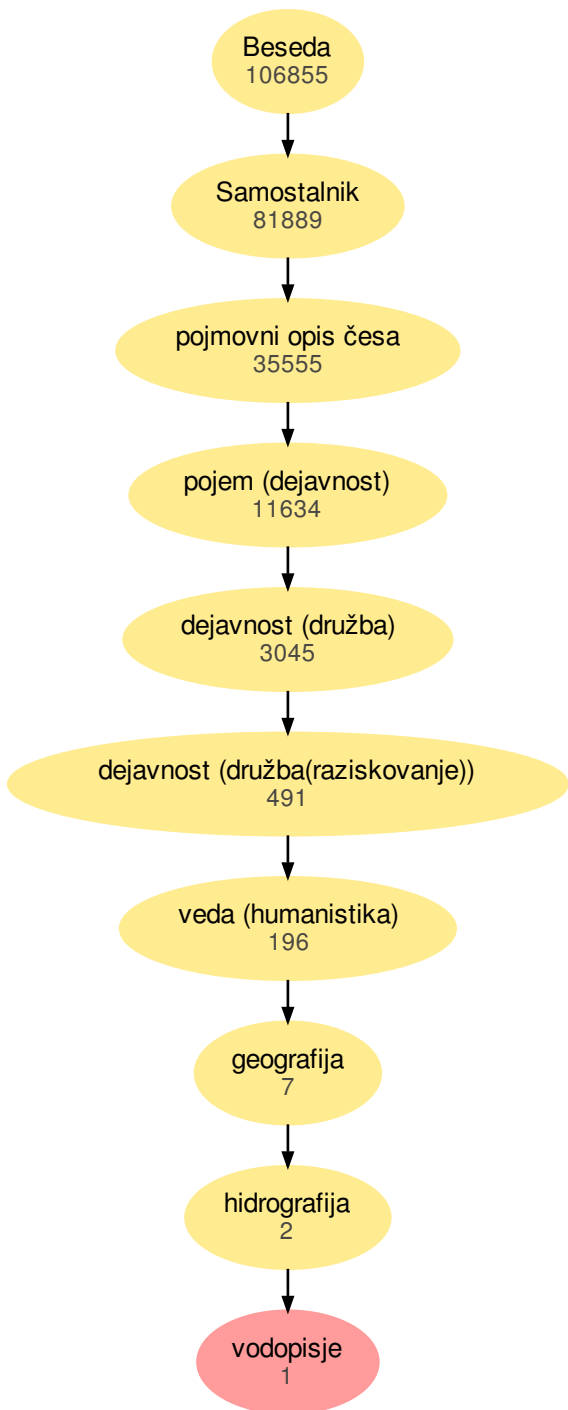 Beseda
106855
Samostalnik
81889
pojmovni opis česa
35555
pojem (dejavnost)
11634
dejavnost (družba)
3045
dejavnost (družba(raziskovanje))
491
veda (humanistika)
196
geografija
7
hidrografija
2
vodopisje
1